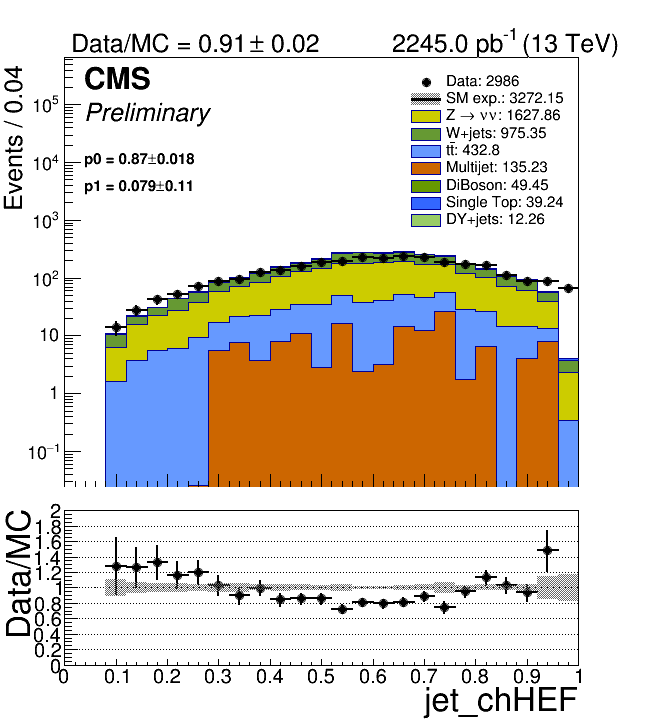 Data/MC = 0.91 ± 0.02 2245.0 pb⁻¹ (13 TeV)
CMS
Preliminary
p0 = 0.87±0.018
p1 = 0.079±0.11
Data: 2986
SM exp.: 3272.15
Z → νν: 1627.86
W+jets: 975.35
tt̄: 432.8
Multijet: 135.23
DiBoson: 49.45
Single Top: 39.24
DY+jets: 12.26
Events / 0.04
10⁵
10⁴
10³
10²
10
1
10⁻¹
Data/MC
2
1.8
1.6
1.4
1.2
1
0.8
0.6
0.4
0.2
0
0 0.1 0.2 0.3 0.4 0.5 0.6 0.7 0.8 0.9 1
jet_chHEF